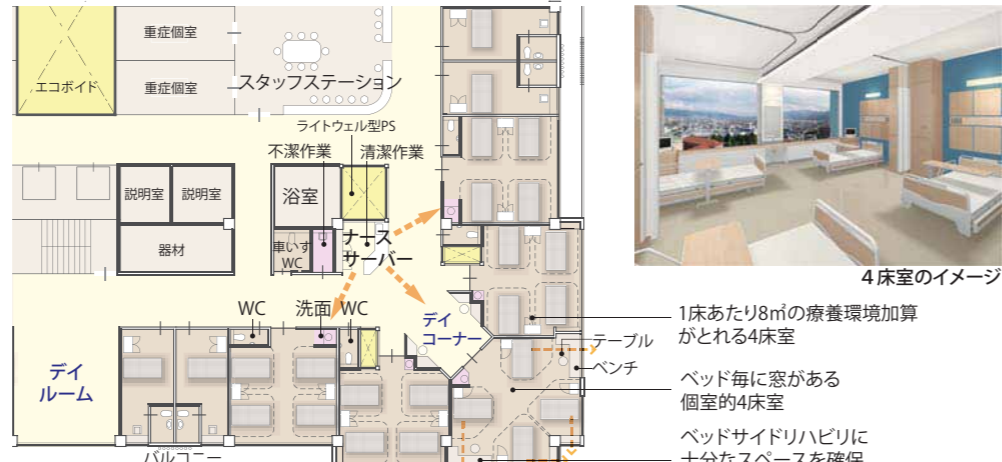 重症個室
エコボイド
重症個室
スタッフステーション
ライトウェル型PS
不潔作業
清潔作業
説明室
説明室
浴室
器材
車いす
WC
ナース
サーバー
4床室のイメージ
WC
洗面
WC
デイ
コーナー
1床あたり8㎡の療養環境加算
がとれる4床室
テーブル
ベンチ
デイ
ルーム
ベッド毎に窓がある
個室的4床室
ベッドサイドリハビリに
十分なスペースを確保
バルコニー